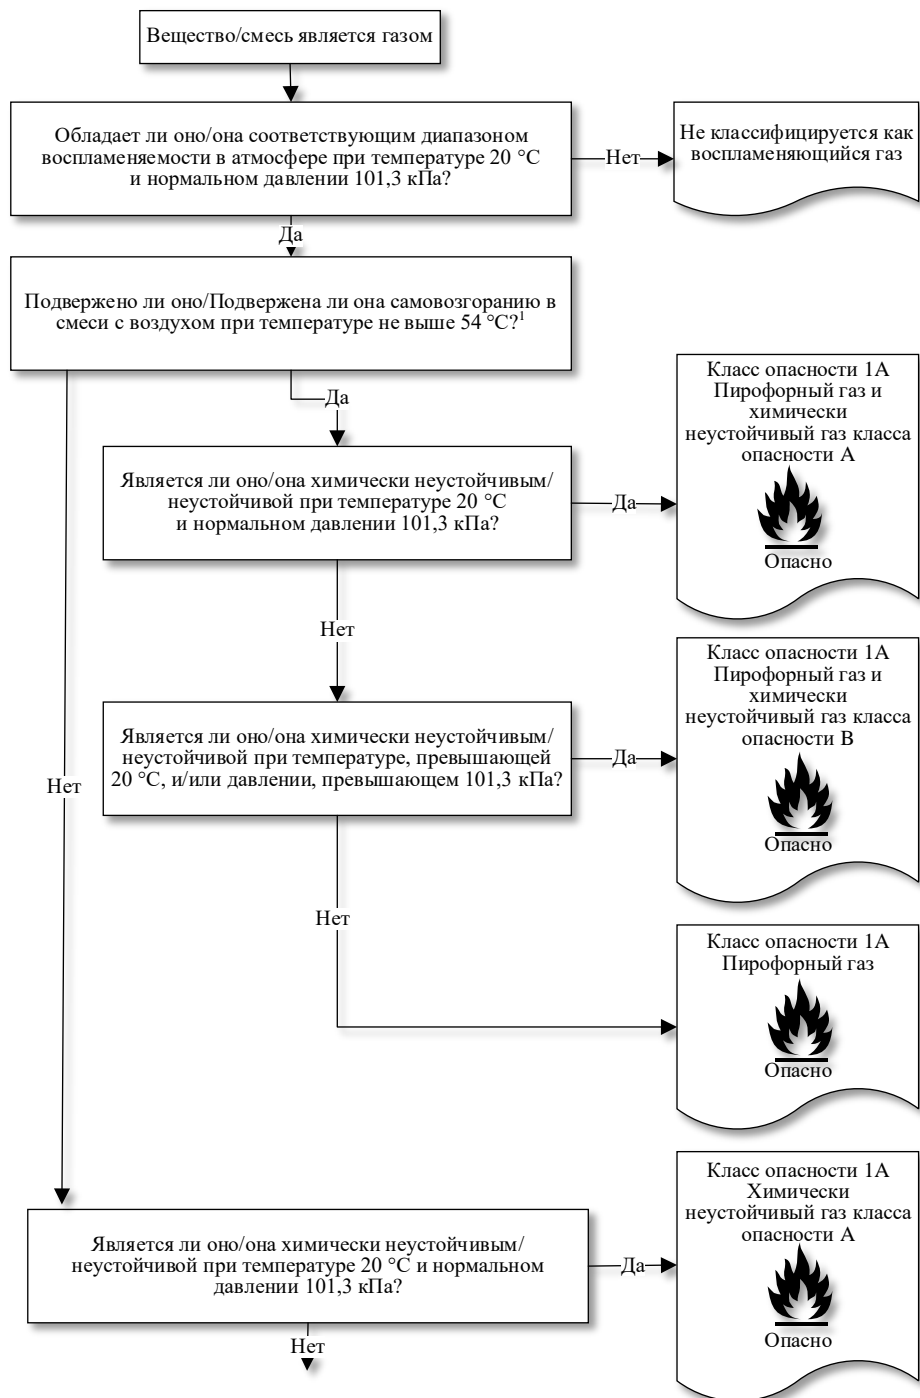 Вещество/смесь является газом
Обладает ли оно/она соответствующим диапазоном
воспламеняемости в атмосфере при температуре 20 °C
и нормальном давлении 101,3 кПа?
Нет
Не классифицируется как
воспламеняющийся газ
Да
Подвержено ли оно/Подвержена ли она самовозгоранию в
смеси с воздухом при температуре не выше 54 °C?¹
Да
Является ли оно/она химически неустойчивым/
неустойчивой при температуре 20 °C
и нормальном давлении 101,3 кПа?
Да
Класс опасности 1A
Пирофорный газ и
химически
неустойчивый газ класса
опасности A
Опасно
Нет
Является ли оно/она химически неустойчивым/
неустойчивой при температуре, превышающей
20 °C, и/или давлении, превышающем 101,3 кПа?
Да
Класс опасности 1A
Пирофорный газ и
химически
неустойчивый газ класса
опасности B
Опасно
Нет
Нет
Класс опасности 1A
Пирофорный газ
Опасно
Является ли оно/она химически неустойчивым/
неустойчивой при температуре 20 °C и нормальном
давлении 101,3 кПа?
Да
Класс опасности 1A
Химически
неустойчивый газ класса
опасности A
Опасно
Нет